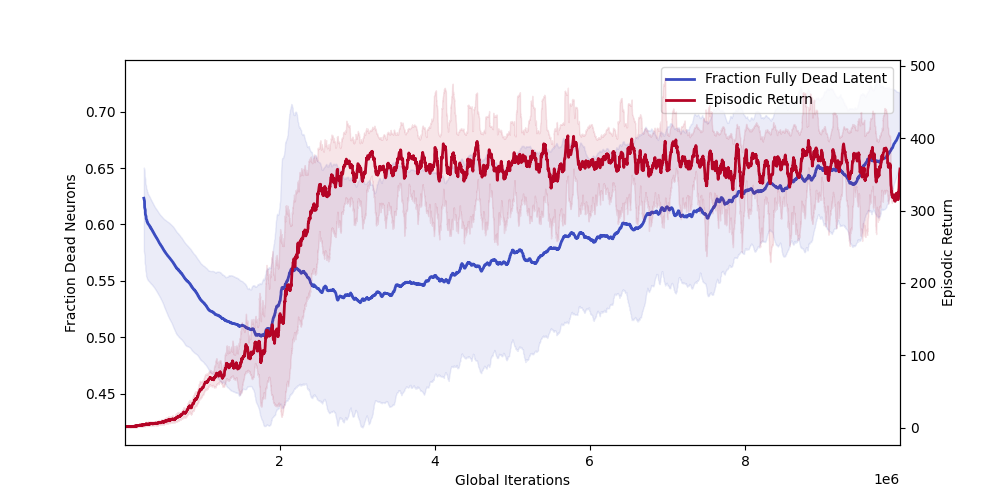 Fraction Fully Dead Latent
Episodic Return
0.70
0.65
0.60
0.55
0.50
0.45
Fraction Dead Neurons
500
400
300
200
100
0
Episodic Return
2
4
6
8
1e6
Global Iterations